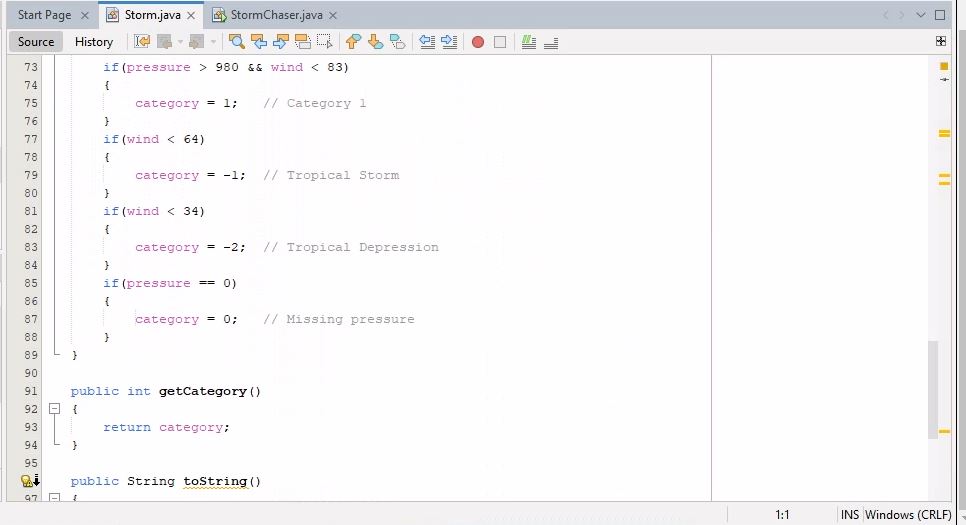 Start Page
Storm.java
StormChaser.java
Source
History
73 if(pressure > 980 && wind < 83)
74 {
75 category = 1; // Category 1
76 }
77 if(wind < 64)
78 {
79 category = -1; // Tropical Storm
80 }
81 if(wind < 34)
82 {
83 category = -2; // Tropical Depression
84 }
85 if(pressure == 0)
86 {
87 category = 0; // Missing pressure
88 }
89 }
90
91 public int getCategory()
92 {
93 return category;
94 }
95
public String toString()
97 {
1:1
INS
Windows (CRLF)